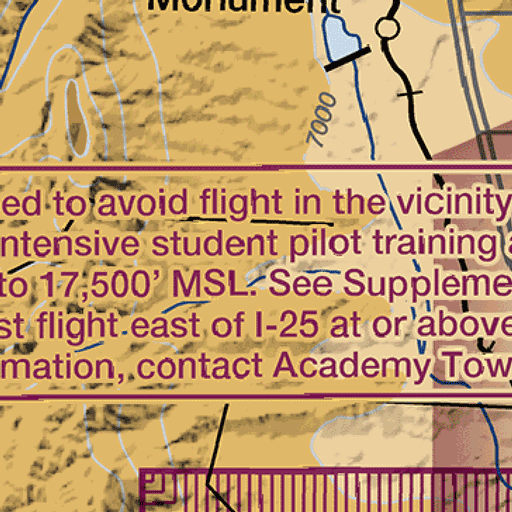 Monument
7000
ed to avoid flight in the vicinity
ntensive student pilot training a
to 17,500' MSL. See Suppleme
st flight east of I-25 at or above
mation, contact Academy Tow